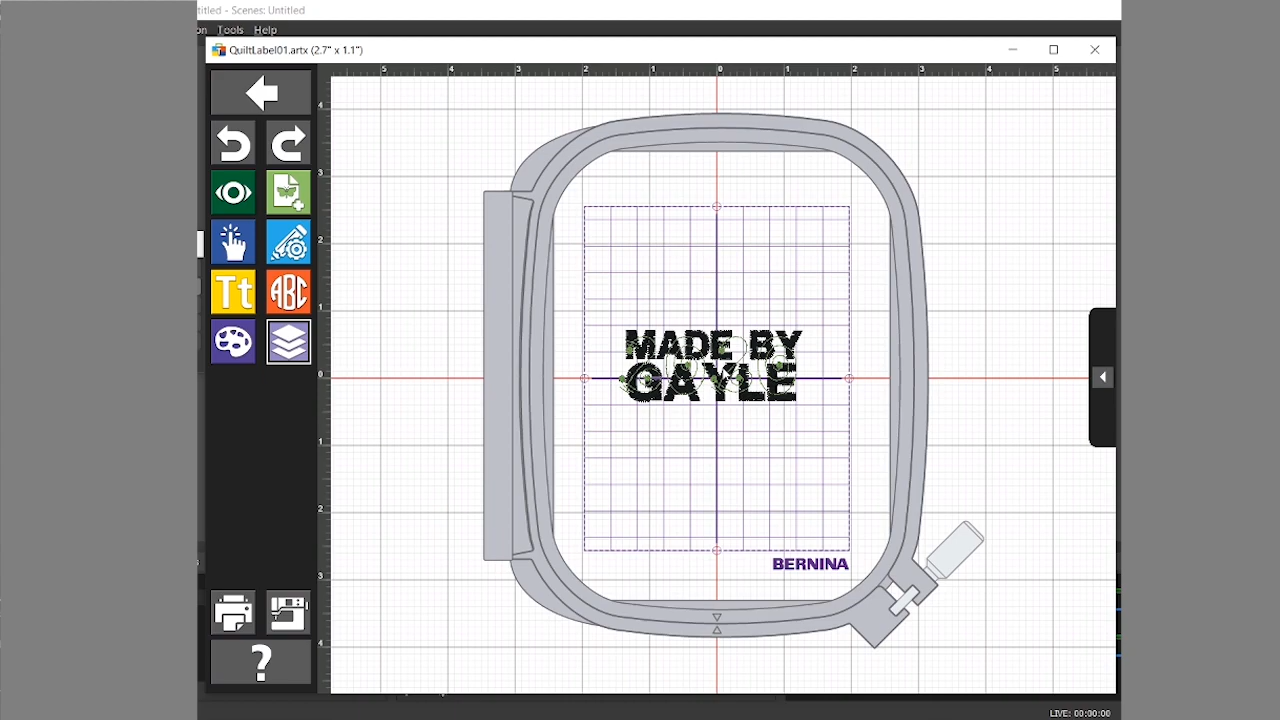 titled - Scenes: Untitled
on Tools Help
QuiltLabel01.artx (2.7" x 1.1")
5 4 3 2 1 0 1 2 3 4 5
4
3
2
1
0
1
2
3
4
Tt
ABC
MADE BY
GAYLE
BERNINA
?
LIVE: 00:00:00